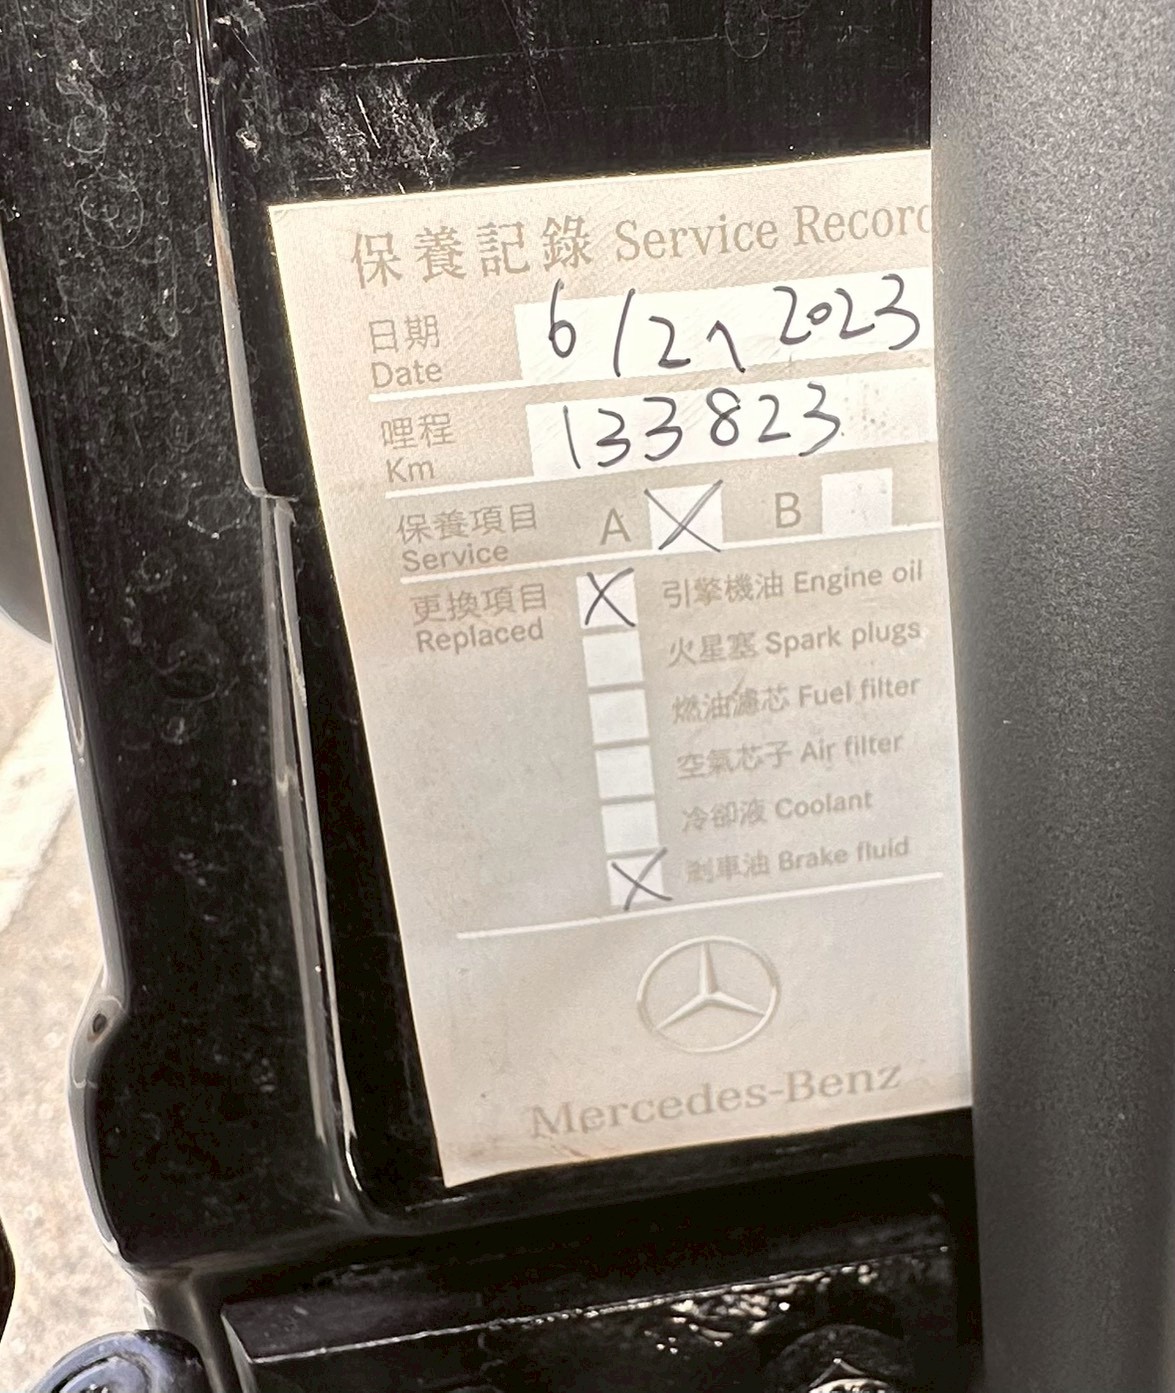 保養記錄 Service Record
日期
Date
6/2、2023
哩程
Km
133823
保養項目
Service
A X B
更換項目
Replaced
X 引擎機油 Engine oil
火星塞 Spark plugs
燃油濾芯 Fuel filter
空氣芯子 Air filter
冷卻液 Coolant
X 剎車油 Brake fluid
Mercedes-Benz